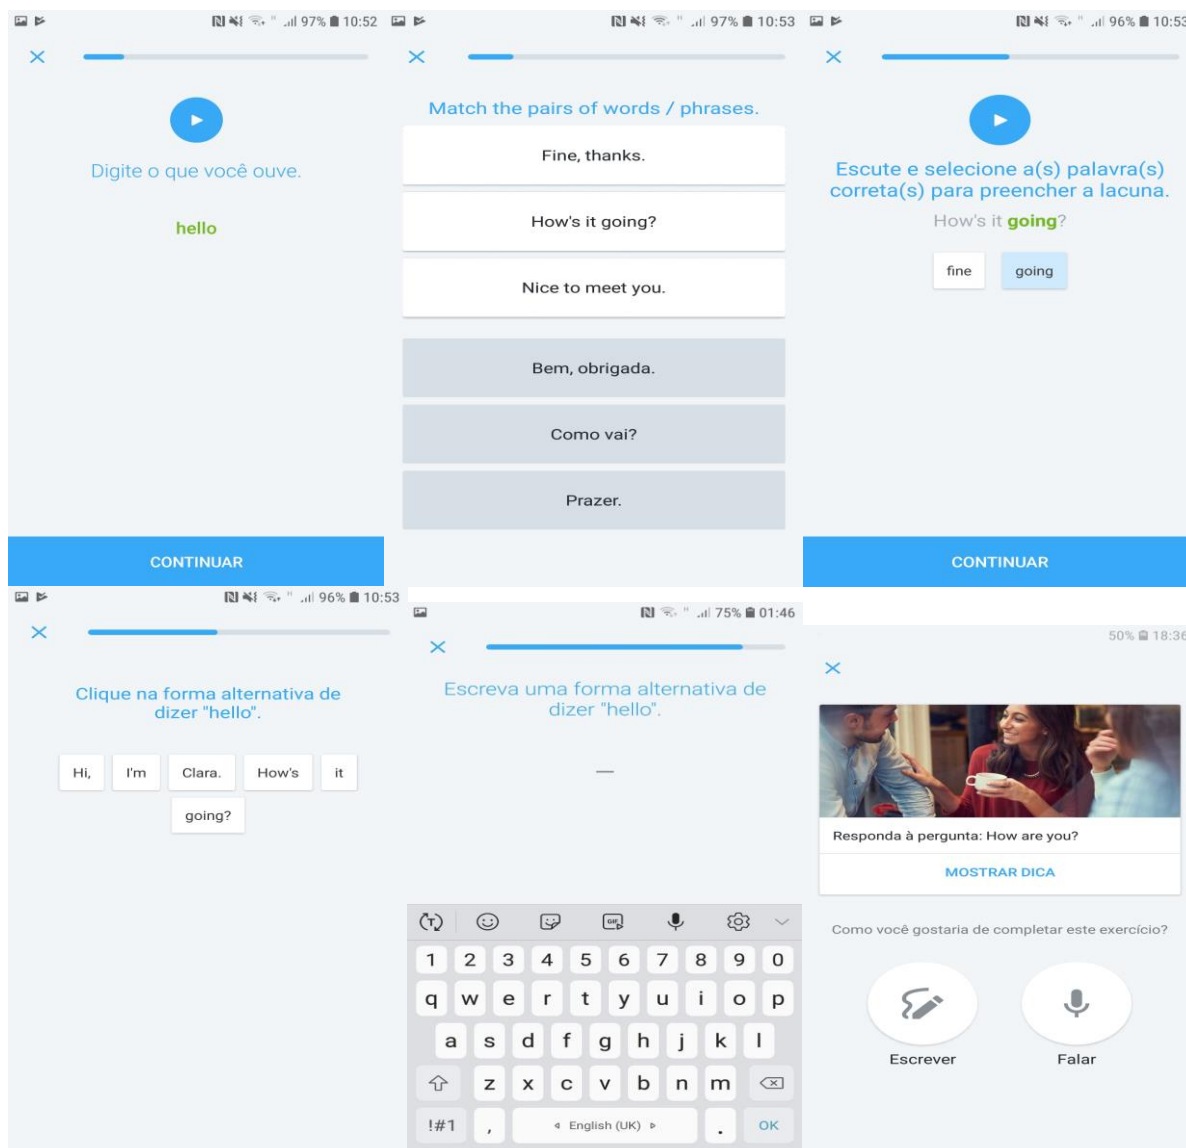 97% 10:52
Digite o que você ouve.
hello
CONTINUAR
97% 10:53
Match the pairs of words / phrases.
Fine, thanks.
How's it going?
Nice to meet you.
Bem, obrigada.
Como vai?
Prazer.
96% 10:53
Escute e selecione a(s) palavra(s)
correta(s) para preencher a lacuna.
How's it going?
fine going
CONTINUAR
96% 10:53
Clique na forma alternativa de
dizer "hello".
Hi, I'm Clara. How's it
going?
75% 01:46
Escreva uma forma alternativa de
dizer "hello".
GIF
1 2 3 4 5 6 7 8 9 0
q w e r t y u i o p
a s d f g h j k l
z x c v b n m
!#1 , English (UK) . OK
50% 18:36
Responda à pergunta: How are you?
MOSTRAR DICA
Como você gostaria de completar este exercício?
Escrever Falar